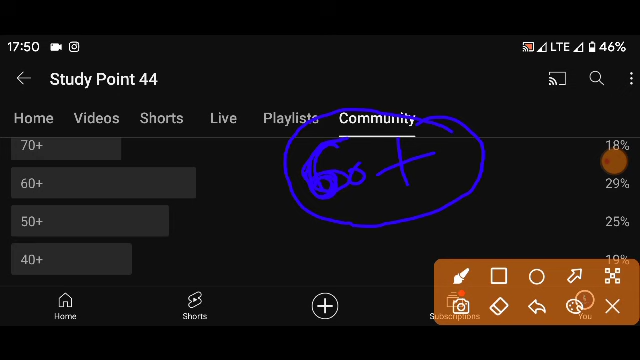 17:50 LTE 46%
Study Point 44
Home Videos Shorts Live Playlists Community
70+ 18%
60+ 29%
60+
50+ 25%
40+ 19%
Home Shorts Subscriptions You